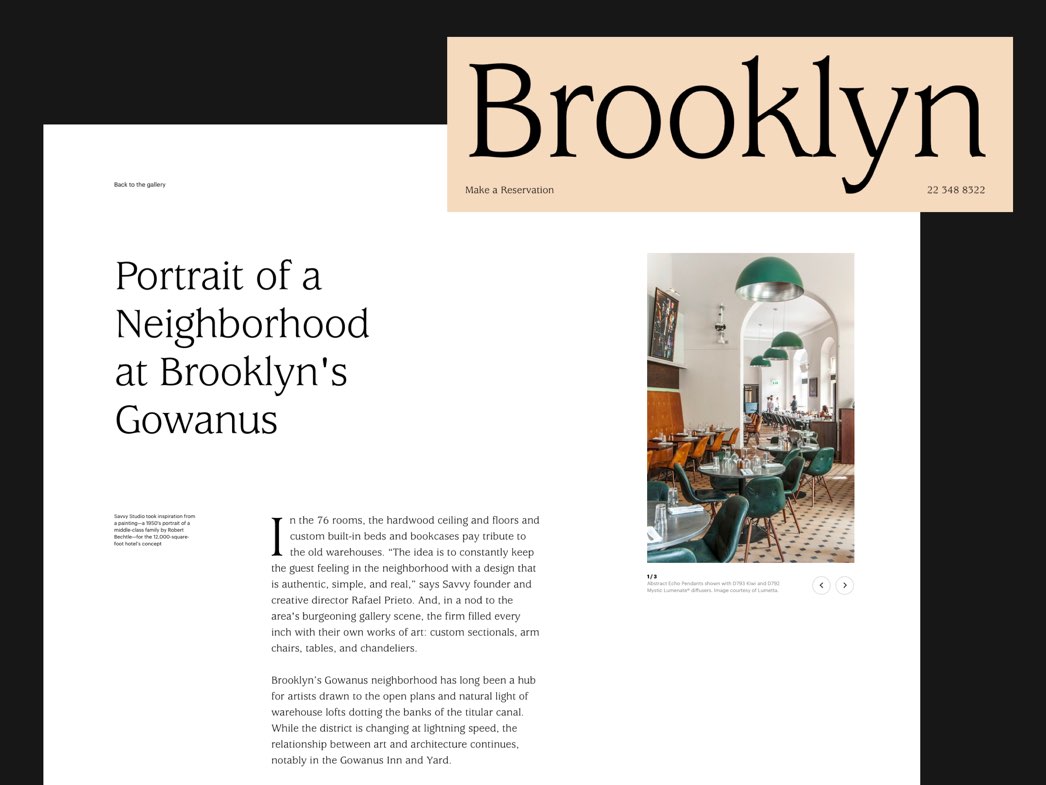 Brooklyn
Make a Reservation
22 348 8322
Back to the gallery
Portrait of a
Neighborhood
at Brooklyn's
Gowanus
Savvy Studio took inspiration from
a painting—a 1950's portrait of a
middle-class family by Robert
Bechtle—for the 12,000-square-
foot hotel's concept
In the 76 rooms, the hardwood ceiling and floors and
custom built-in beds and bookcases pay tribute to
the old warehouses. “The idea is to constantly keep
the guest feeling in the neighborhood with a design that
is authentic, simple, and real,” says Savvy founder and
creative director Rafael Prieto. And, in a nod to the
area’s burgeoning gallery scene, the firm filled every
inch with their own works of art: custom sectionals, arm
chairs, tables, and chandeliers.
Brooklyn’s Gowanus neighborhood has long been a hub
for artists drawn to the open plans and natural light of
warehouse lofts dotting the banks of the titular canal.
While the district is changing at lightning speed, the
relationship between art and architecture continues,
notably in the Gowanus Inn and Yard.
1/3
Abstract Echo Pendants shown with D793 Kiwi and D792
Mystic Lumenate® diffusers. Image courtesy of Lumetta.